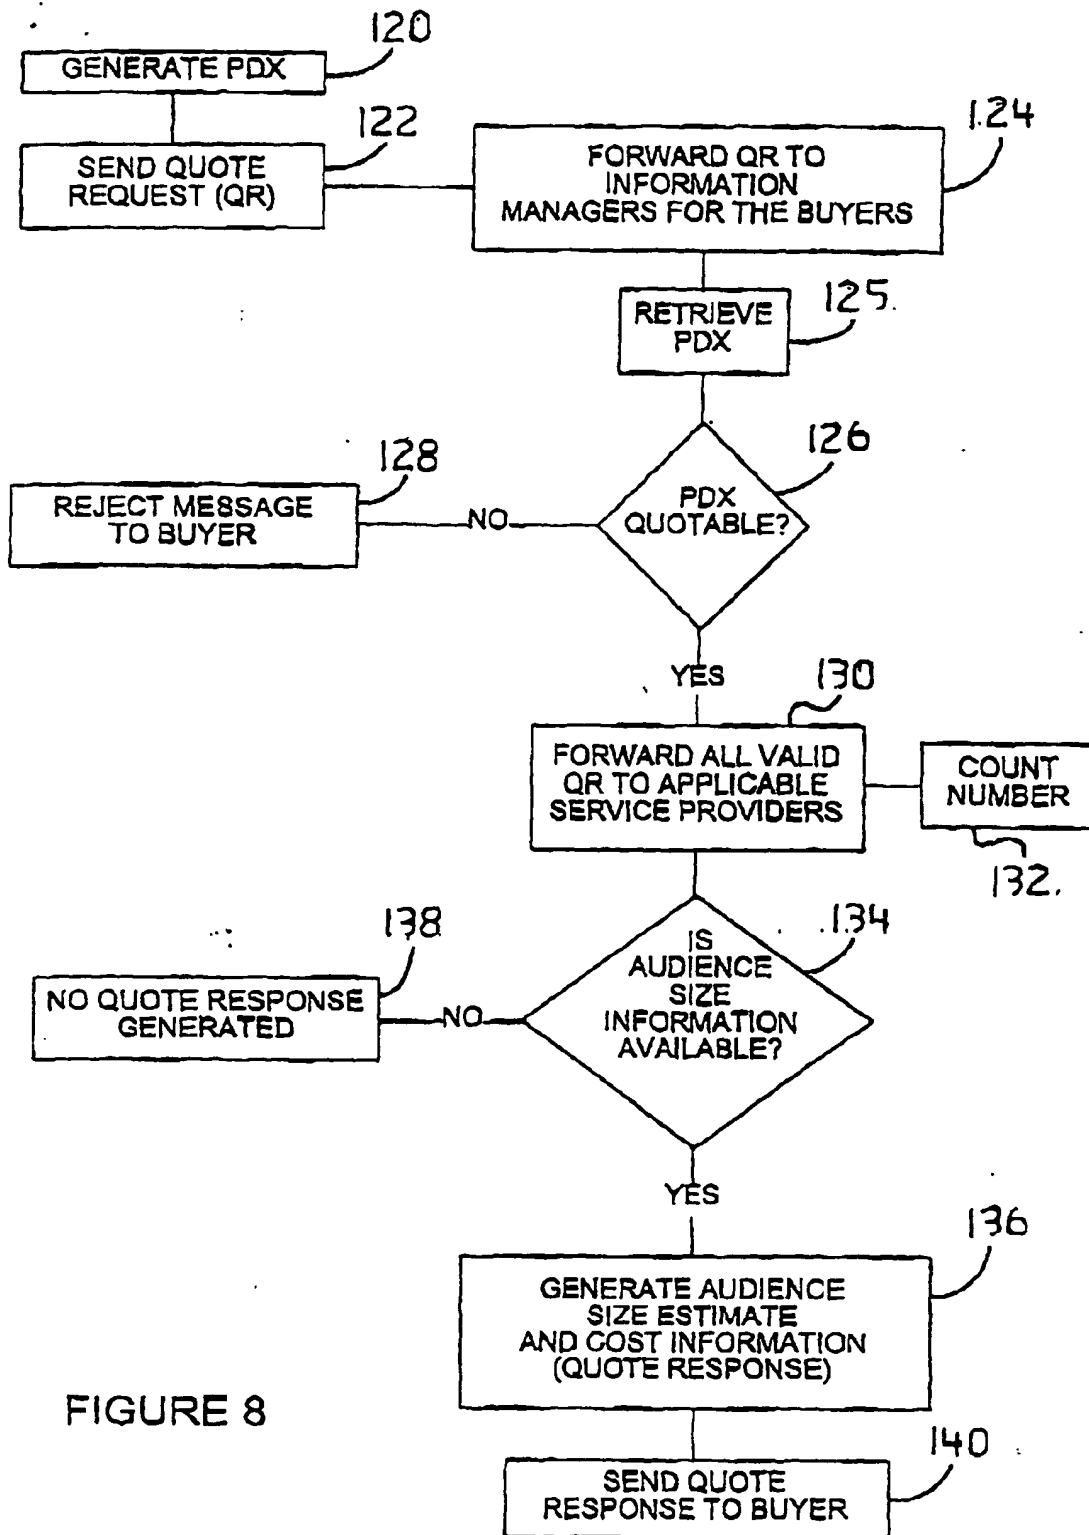 120
GENERATE PDX
122
SEND QUOTE
REQUEST (QR)
124
FORWARD QR TO
INFORMATION
MANAGERS FOR THE BUYERS
125
RETRIEVE
PDX
126
PDX
QUOTABLE?
128
REJECT MESSAGE
TO BUYER
NO
YES
130
FORWARD ALL VALID
QR TO APPLICABLE
SERVICE PROVIDERS
COUNT
NUMBER
132
134
IS
AUDIENCE
SIZE
INFORMATION
AVAILABLE?
138
NO QUOTE RESPONSE
GENERATED
NO
YES
136
GENERATE AUDIENCE
SIZE ESTIMATE
AND COST INFORMATION
(QUOTE RESPONSE)
FIGURE 8
140
SEND QUOTE
RESPONSE TO BUYER